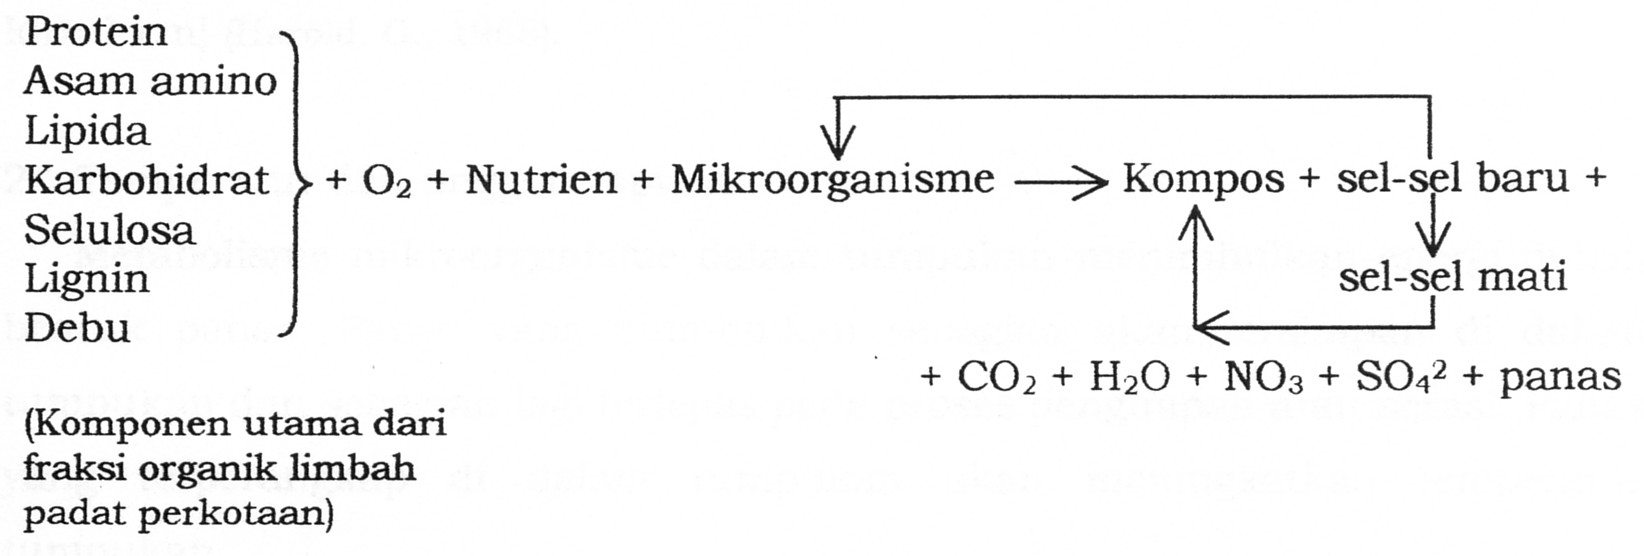 Protein
Asam amino
Lipida
Karbohidrat + O₂ + Nutrien + Mikroorganisme → Kompos + sel-sel baru +
Selulosa
Lignin
sel-sel mati
Debu
+ CO₂ + H₂O + NO₃ + SO₄² + panas
(Komponen utama dari
fraksi organik limbah
padat perkotaan)